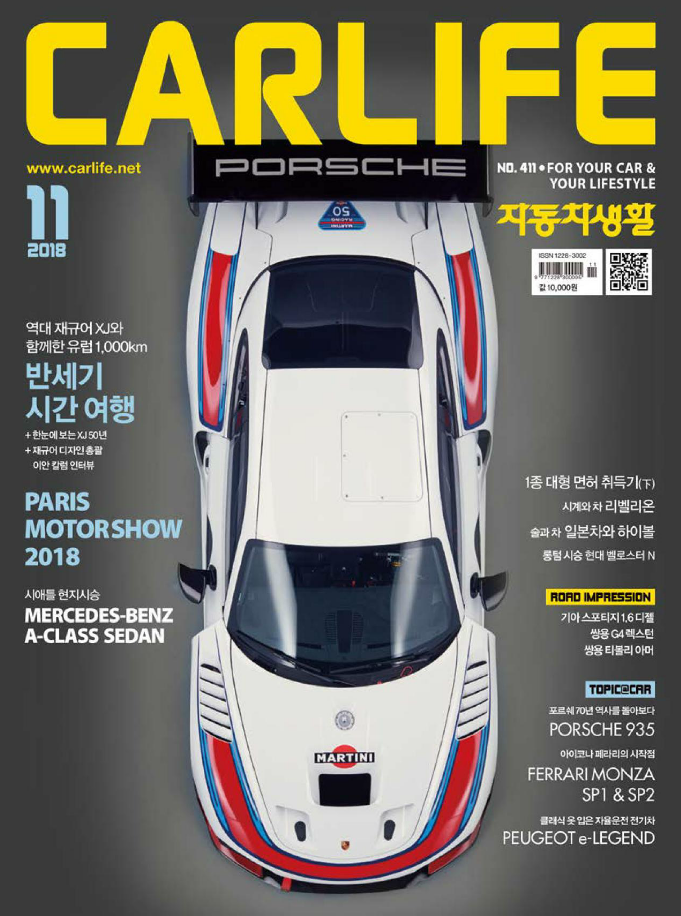 CARLIFE
www.carlife.net
PORSCHE
NO. 411 • FOR YOUR CAR &
YOUR LIFESTYLE
자동차생활
11
2018
50
MARTINI
RACING
ISSN 1228-3002
11
9 771228 300005
값 10,000원
역대 재규어 XJ와
함께한 유럽 1,000km
반세기
시간 여행
+ 한눈에 보는 XJ 50년
+ 재규어 디자인 총괄
이안 칼럼 인터뷰
PARIS
MOTOR SHOW
2018
시애틀 현지시승
MERCEDES-BENZ
A-CLASS SEDAN
1종 대형 면허 취득기(下)
시계와 차 리벨리온
술과 차 일본차와 하이볼
롱텀 시승 현대 벨로스터 N
ROAD IMPRESSION
기아 스포티지 1.6 디젤
쌍용 G4 렉스턴
쌍용 티볼리 아머
TOPIC@CAR
포르쉐 70년 역사를 돌아보다
PORSCHE 935
아이코나 페라리의 시작점
FERRARI MONZA
SP1 & SP2
클래식 옷 입은 자율운전 전기차
PEUGEOT e-LEGEND
MARTINI